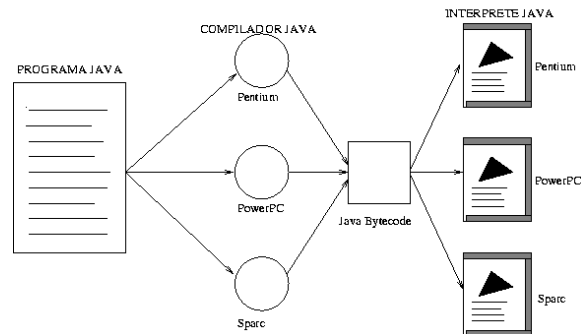 INTERPRETE JAVA
COMPILADOR JAVA
PROGRAMA JAVA
Pentium
Pentium
PowerPC
Java Bytecode
PowerPC
Sparc
Sparc